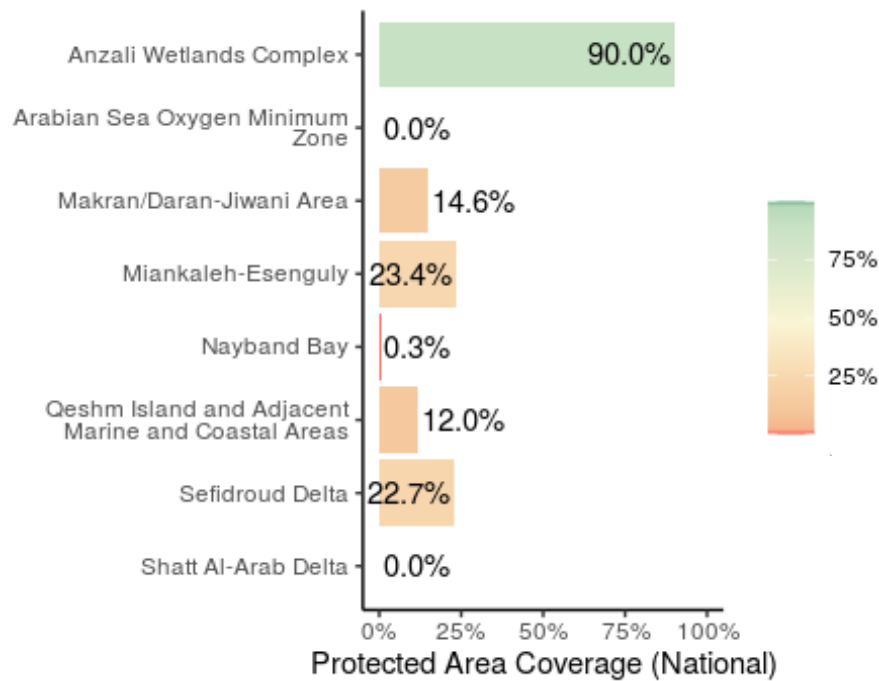 Anzali Wetlands Complex
90.0%
Arabian Sea Oxygen Minimum
Zone
0.0%
Makran/Daran-Jiwani Area
14.6%
Miankaleh-Esenguly
23.4%
Nayband Bay
0.3%
Qeshm Island and Adjacent
Marine and Coastal Areas
12.0%
Sefidroud Delta
22.7%
Shatt Al-Arab Delta
0.0%
0%
25%
50%
75%
100%
Protected Area Coverage (National)
75%
50%
25%